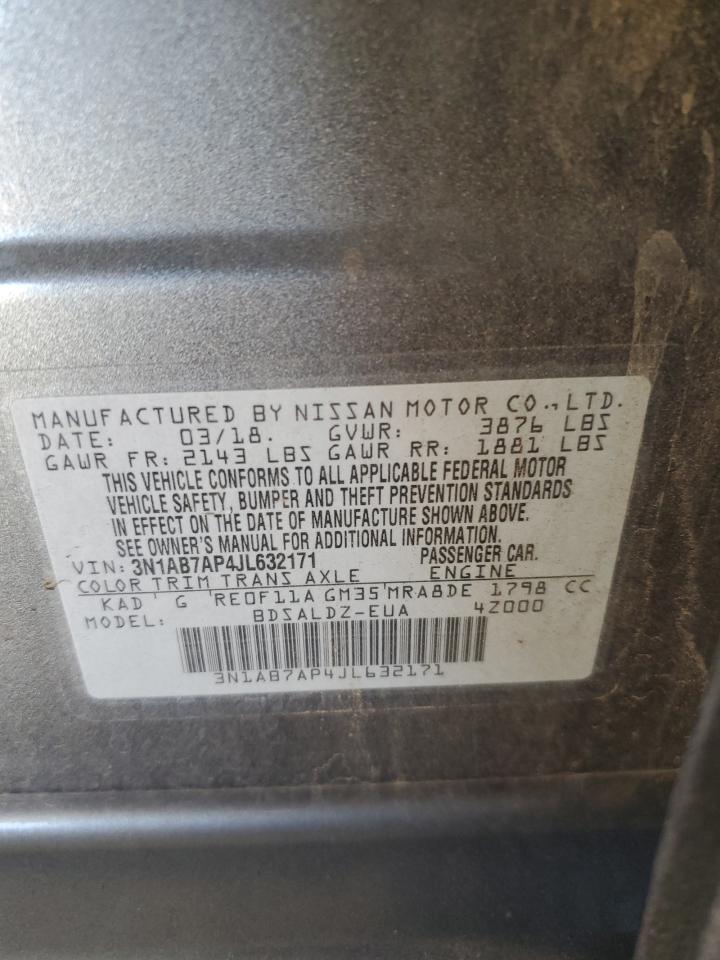 MANUFACTURED BY NISSAN MOTOR CO., LTD.
DATE: 03/18. GVWR: 3876 LBS
GAWR FR: 2143 LBS GAWR RR: 1881 LBS
THIS VEHICLE CONFORMS TO ALL APPLICABLE FEDERAL MOTOR
VEHICLE SAFETY, BUMPER AND THEFT PREVENTION STANDARDS
IN EFFECT ON THE DATE OF MANUFACTURE SHOWN ABOVE.
SEE OWNER'S MANUAL FOR ADDITIONAL INFORMATION.
VIN: 3N1AB7AP4JL632171 PASSENGER CAR.
COLOR TRIM TRANS AXLE ENGINE
KAD ' G 'RE0F11A GM35'MRA8DE 1798 CC
MODEL: BDSALDZ-EUA 4Z000
3N1AB7AP4JL632171